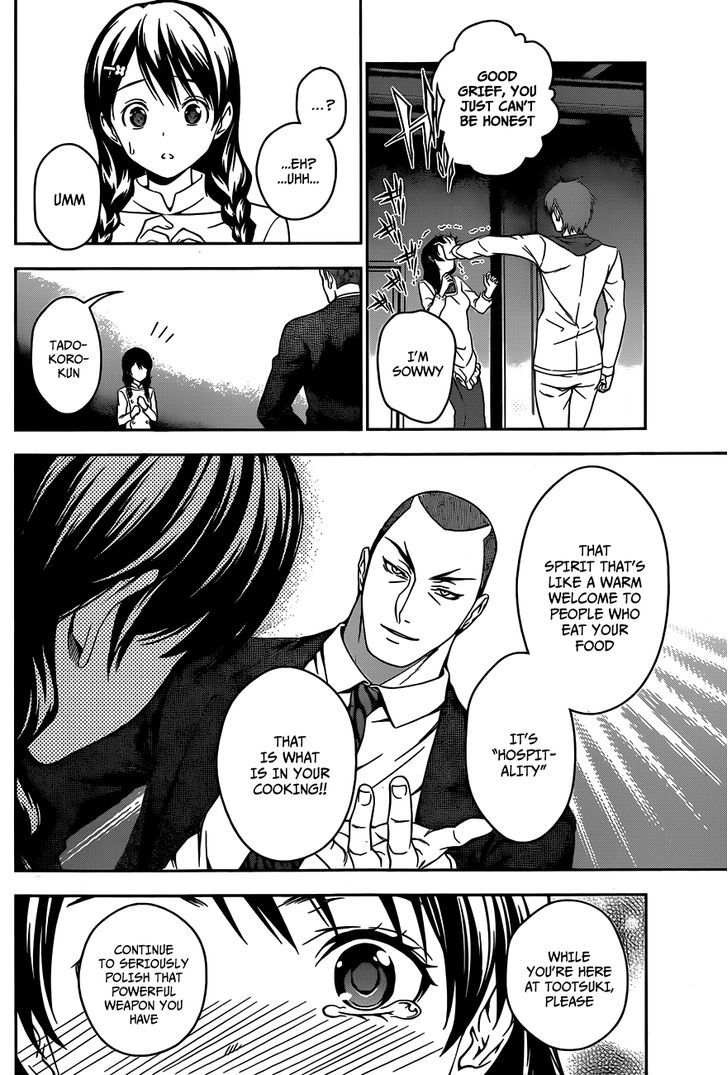 GOOD
GRIEF, YOU
JUST CAN'T
BE HONEST
I'M
SOWWY
...?
...EH?
...UHH...
UMM
TADO-
KORO-
KUN
THAT
SPIRIT THAT'S
LIKE A WARM
WELCOME TO
PEOPLE WHO
EAT YOUR
FOOD
IT'S
"HOSPIT-
ALITY"
THAT
IS WHAT
IS IN YOUR
COOKING!!
WHILE
YOU'RE HERE
AT TOOTSUKI,
PLEASE
CONTINUE
TO SERIOUSLY
POLISH THAT
POWERFUL
WEAPON YOU
HAVE